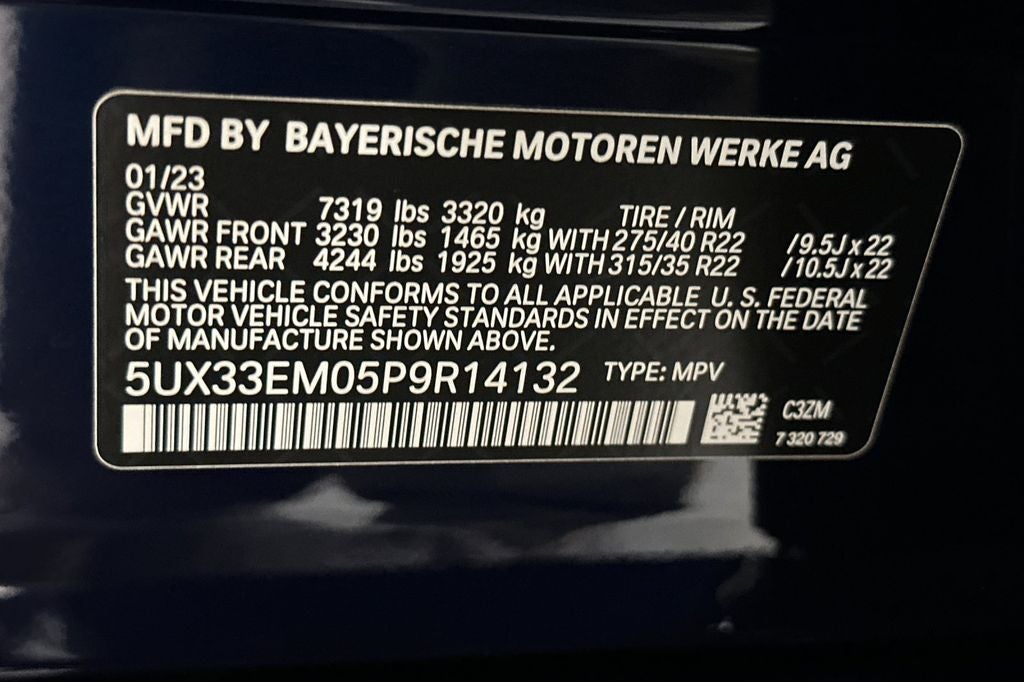 MFD BY BAYERISCHE MOTOREN WERKE AG
01/23
GVWR 7319 lbs 3320 kg TIRE / RIM
GAWR FRONT 3230 lbs 1465 kg WITH 275/40 R22 /9.5J x 22
GAWR REAR 4244 lbs 1925 kg WITH 315/35 R22 /10.5J x 22
THIS VEHICLE CONFORMS TO ALL APPLICABLE U. S. FEDERAL
MOTOR VEHICLE SAFETY STANDARDS IN EFFECT ON THE DATE
OF MANUFACTURE SHOWN ABOVE.
5UX33EM05P9R14132 TYPE: MPV
C3ZM
7 320 729